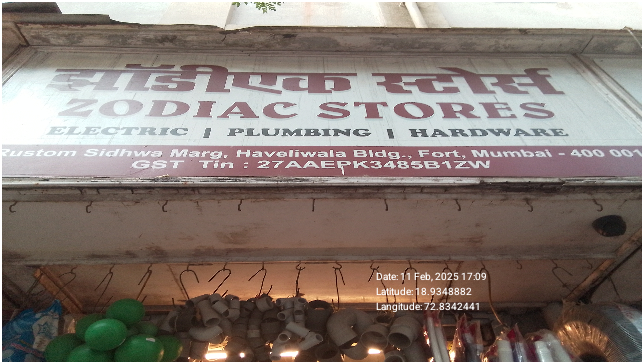 झॉडीएक स्टोर्स
ZODIAC STORES
ELECTRIC | PLUMBING | HARDWARE
Rustom Sidhwa Marg, Haveliwala Bldg., Fort, Mumbai - 400 001
GST Tin : 27AAEPK3485B1ZW
Date: 11 Feb, 2025 17:09
Latitude: 18.9348882
Langitude: 72.8342441